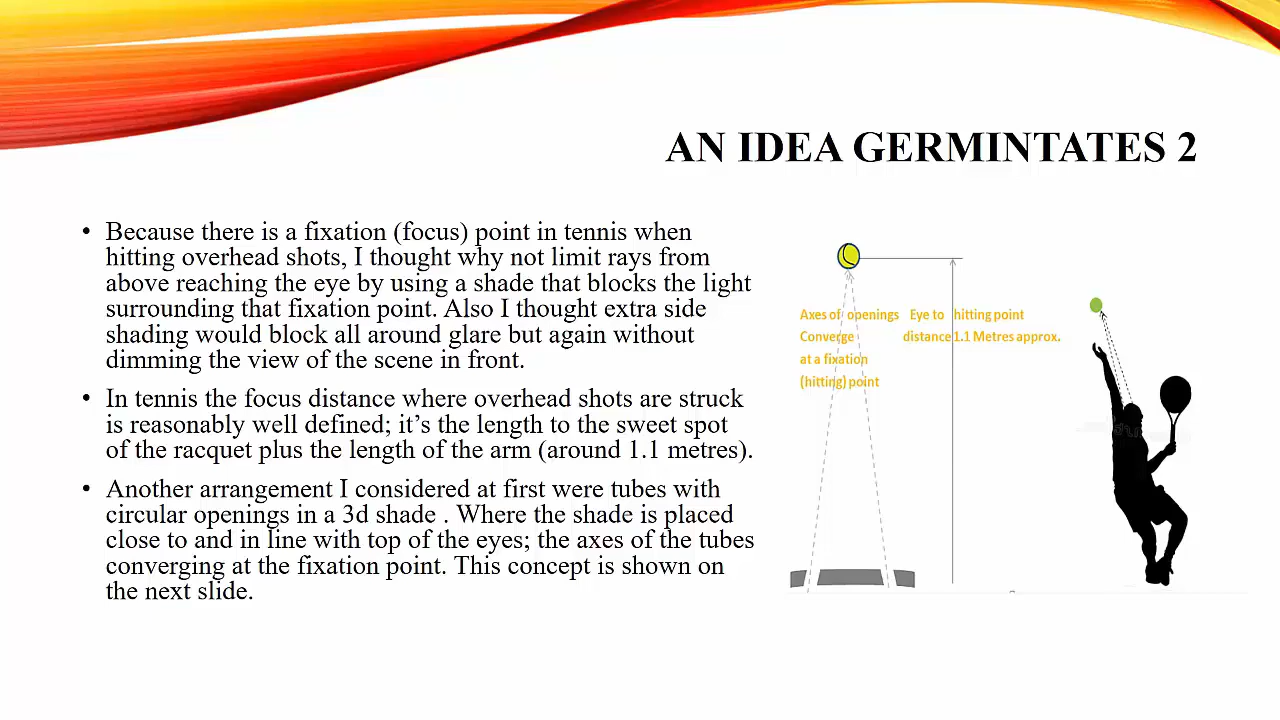 AN IDEA GERMINTATES 2
• Because there is a fixation (focus) point in tennis when
hitting overhead shots, I thought why not limit rays from
above reaching the eye by using a shade that blocks the light
surrounding that fixation point. Also I thought extra side
shading would block all around glare but again without
dimming the view of the scene in front.
• In tennis the focus distance where overhead shots are struck
is reasonably well defined; it’s the length to the sweet spot
of the racquet plus the length of the arm (around 1.1 metres).
• Another arrangement I considered at first were tubes with
circular openings in a 3d shade . Where the shade is placed
close to and in line with top of the eyes; the axes of the tubes
converging at the fixation point. This concept is shown on
the next slide.
Axes of openings
Converge
at a fixation
(hitting) point
Eye to hitting point
distance 1.1 Metres approx.